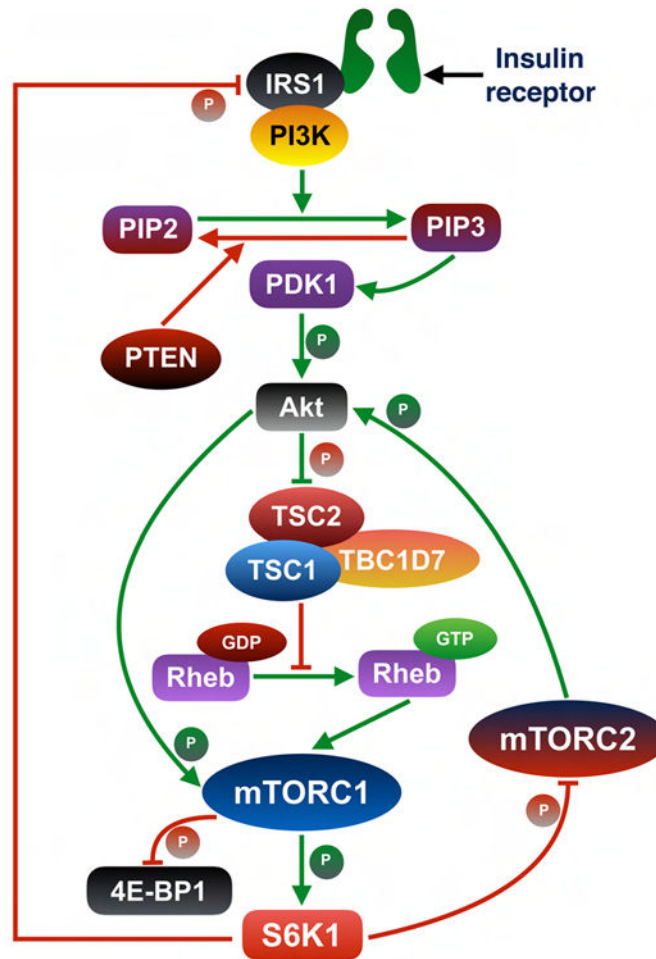 Insulin
receptor
IRS1
P
PI3K
PIP2
PIP3
PDK1
PTEN
P
Akt
P
P
TSC2
TBC1D7
TSC1
GDP
GTP
Rheb
Rheb
mTORC2
P
mTORC1
P
P
P
4E-BP1
S6K1